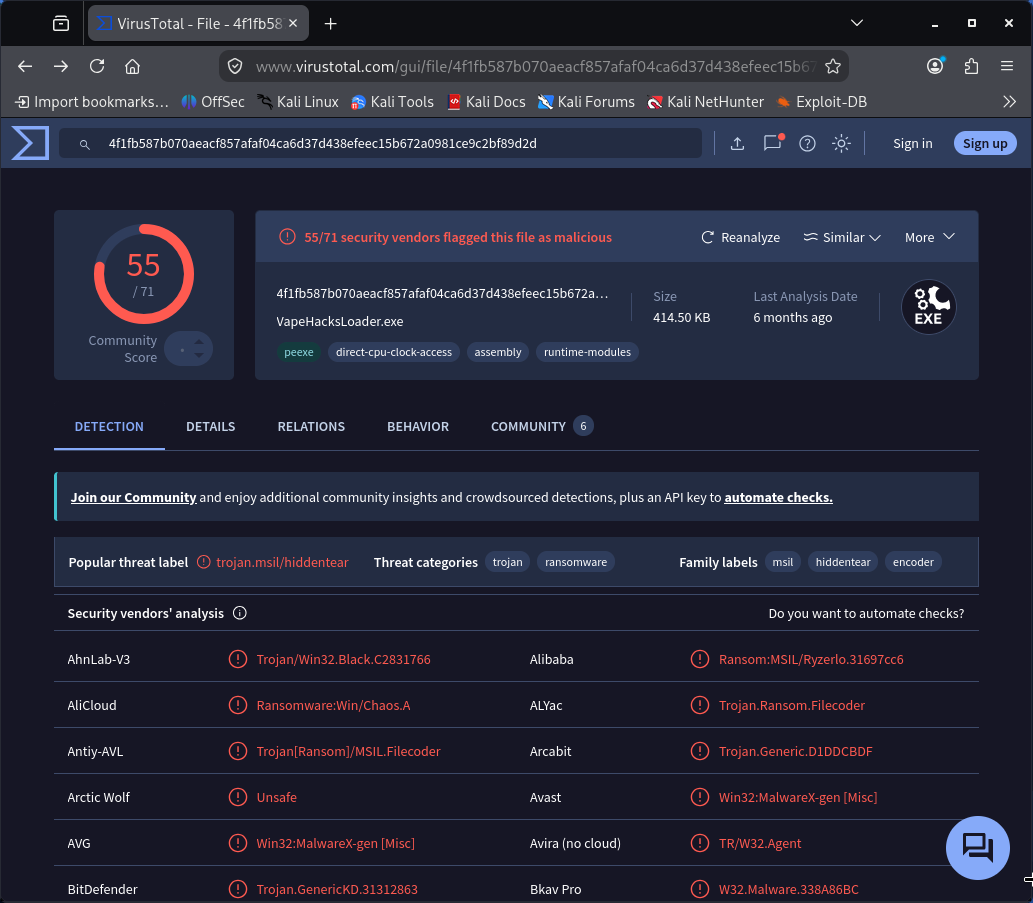 VirusTotal - File - 4f1fb58
www.virustotal.com/gui/file/4f1fb587b070aeacf857afaf04ca6d37d438efeec15b67
Import bookmarks… OffSec Kali Linux Kali Tools Kali Docs Kali Forums Kali NetHunter Exploit-DB
4f1fb587b070aeacf857afaf04ca6d37d438efeec15b672a0981ce9c2bf89d2d Sign in Sign up
55
/ 71
Community
Score
55/71 security vendors flagged this file as malicious Reanalyze Similar More
4f1fb587b070aeacf857afaf04ca6d37d438efeec15b672a…
VapeHacksLoader.exe
peexe direct-cpu-clock-access assembly runtime-modules
Size
414.50 KB
Last Analysis Date
6 months ago
EXE
DETECTION DETAILS RELATIONS BEHAVIOR COMMUNITY 6
Join our Community and enjoy additional community insights and crowdsourced detections, plus an API key to automate checks.
Popular threat label trojan.msil/hiddentear Threat categories trojan ransomware Family labels msil hiddentear encoder
Security vendors' analysis Do you want to automate checks?
AhnLab-V3 Trojan/Win32.Black.C2831766 Alibaba Ransom:MSIL/Ryzerlo.31697cc6
AliCloud Ransomware:Win/Chaos.A ALYac Trojan.Ransom.Filecoder
Antiy-AVL Trojan[Ransom]/MSIL.Filecoder Arcabit Trojan.Generic.D1DDCBDF
Arctic Wolf Unsafe Avast Win32:MalwareX-gen [Misc]
AVG Win32:MalwareX-gen [Misc] Avira (no cloud) TR/W32.Agent
BitDefender Trojan.GenericKD.31312863 Bkav Pro W32.Malware.338A86BC